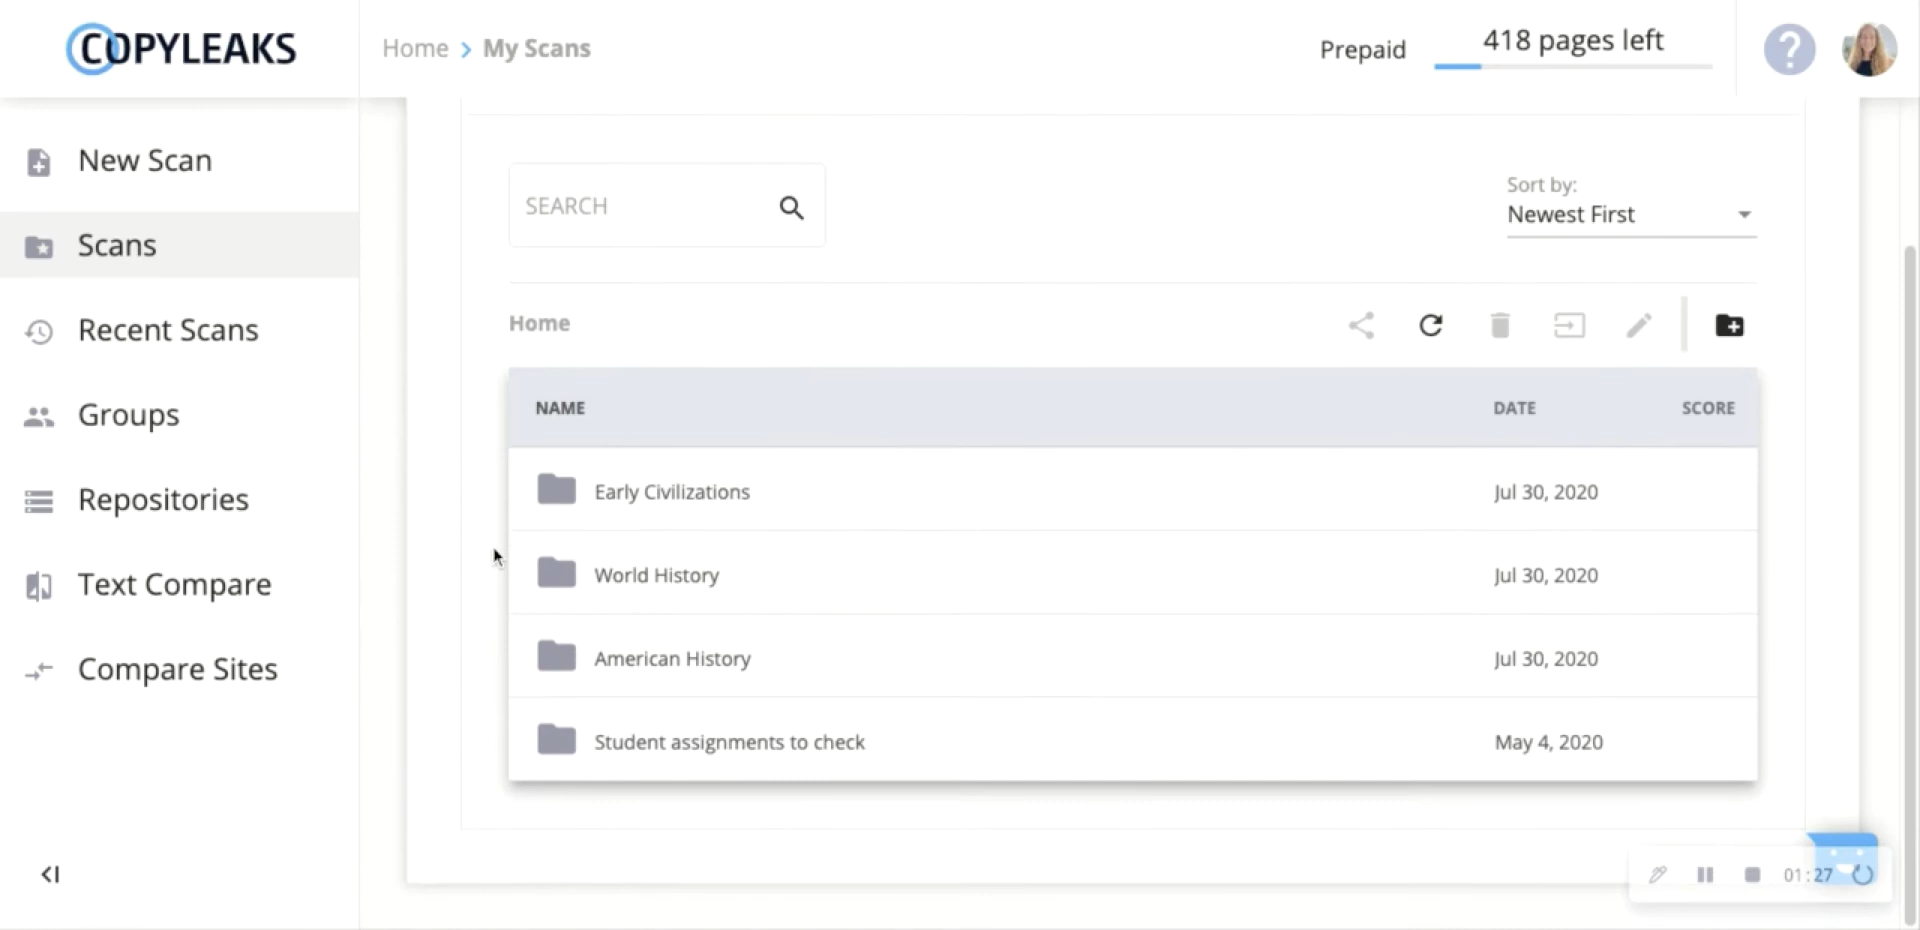 COPYLEAKS
Home > My Scans
Prepaid
418 pages left
?
New Scan
Scans
Recent Scans
Groups
Repositories
Text Compare
Compare Sites
SEARCH
Sort by:
Newest First
Home
NAME DATE SCORE
Early Civilizations Jul 30, 2020
World History Jul 30, 2020
American History Jul 30, 2020
Student assignments to check May 4, 2020
01:27